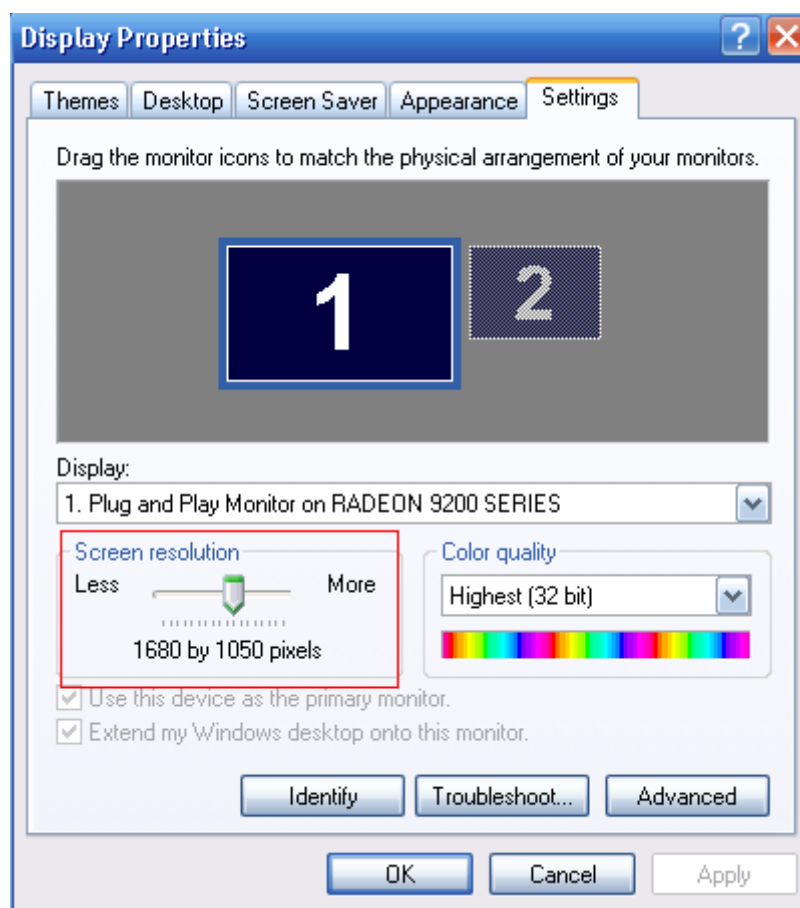 Display Properties
Themes Desktop Screen Saver Appearance Settings
Drag the monitor icons to match the physical arrangement of your monitors.
1 2
Display:
1. Plug and Play Monitor on RADEON 9200 SERIES
Screen resolution
Less More
1680 by 1050 pixels
Color quality
Highest (32 bit)
Use this device as the primary monitor.
Extend my Windows desktop onto this monitor.
Identify Troubleshoot... Advanced
OK Cancel Apply